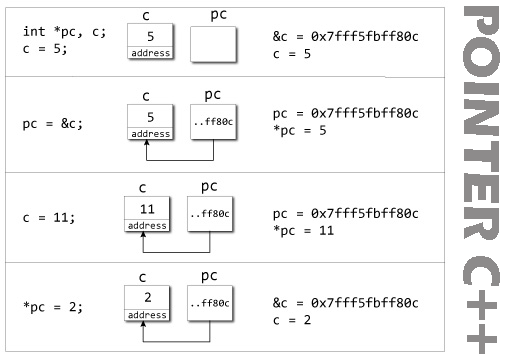 int *pc, c;
c = 5;
c
pc
5
address
&c = 0x7fff5fbff80c
c = 5
pc = &c;
c
pc
5
address
..ff80c
pc = 0x7fff5fbff80c
*pc = 5
c = 11;
c
pc
11
address
..ff80c
pc = 0x7fff5fbff80c
*pc = 11
*pc = 2;
c
pc
2
address
..ff80c
&c = 0x7fff5fbff80c
c = 2
POINTER C++